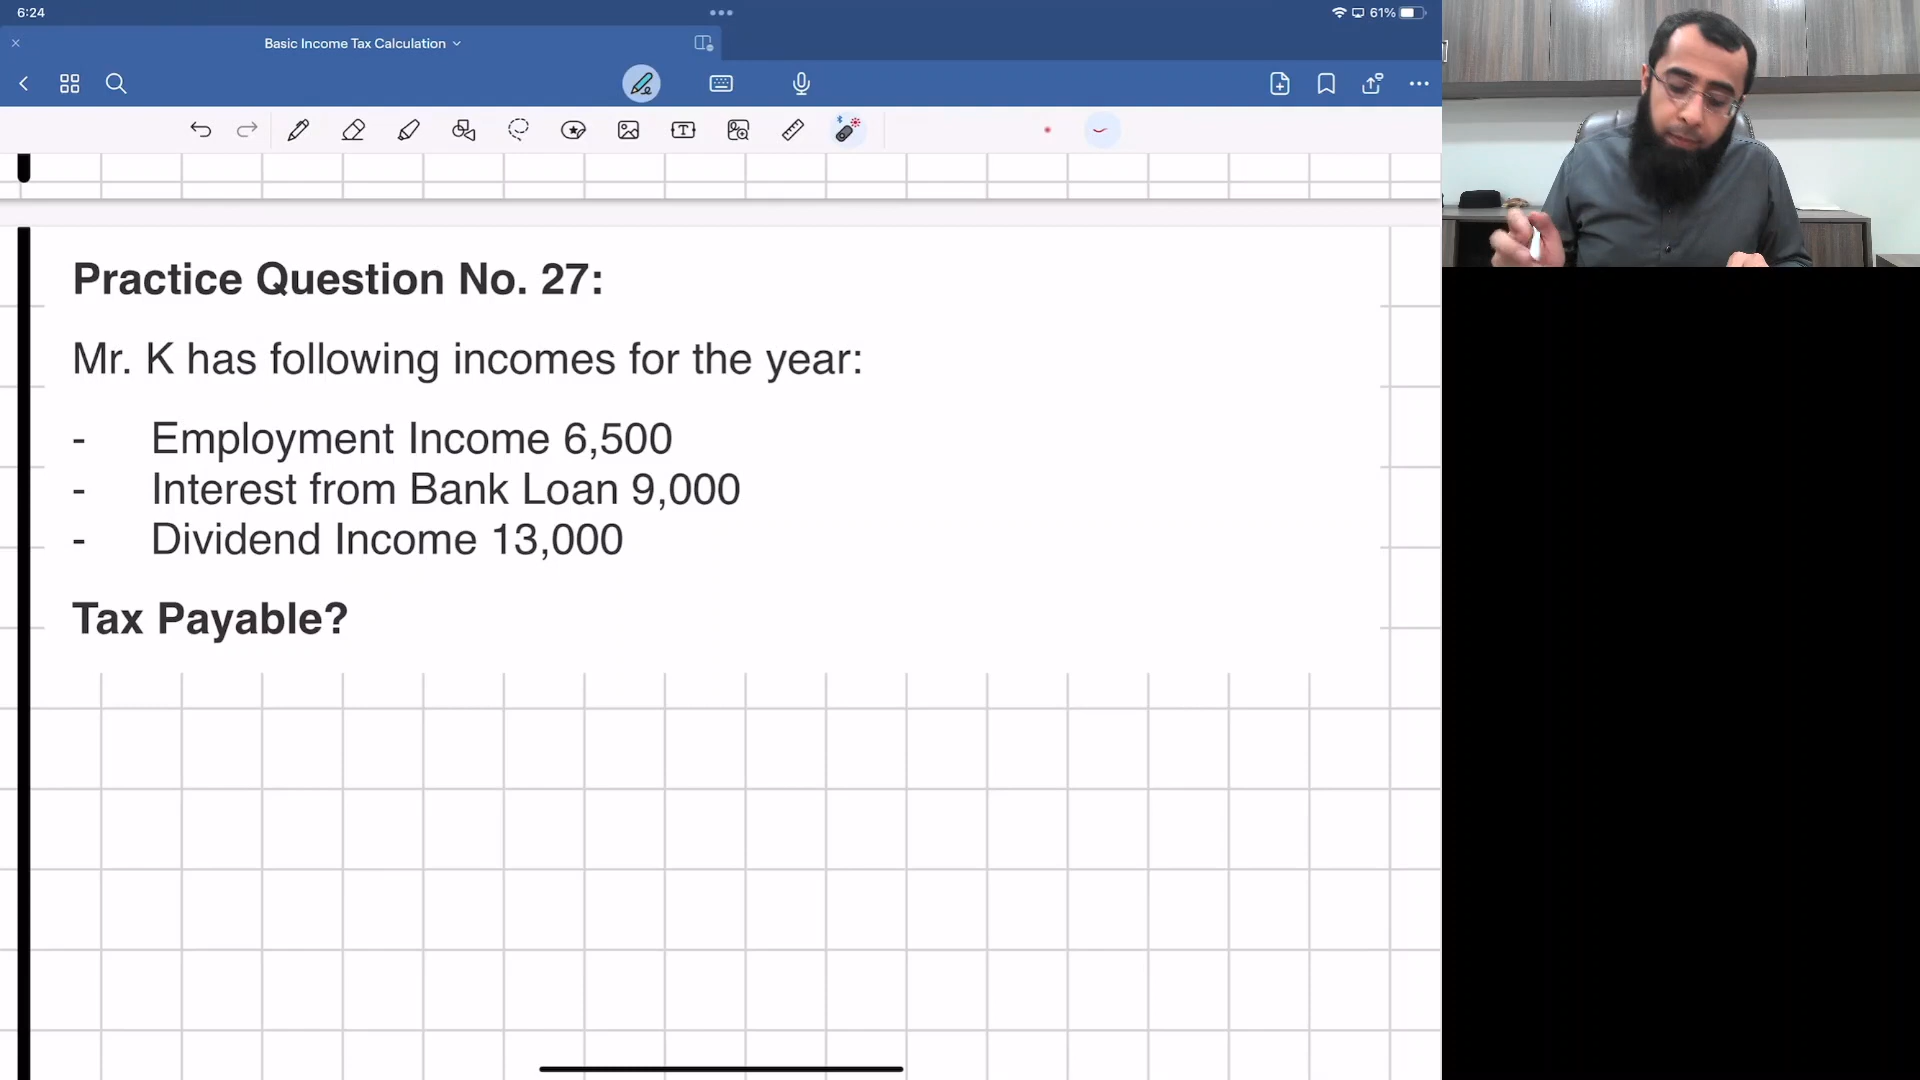 6:24
61%
Basic Income Tax Calculation
Practice Question No. 27:
Mr. K has following incomes for the year:
- Employment Income 6,500
- Interest from Bank Loan 9,000
- Dividend Income 13,000
Tax Payable?